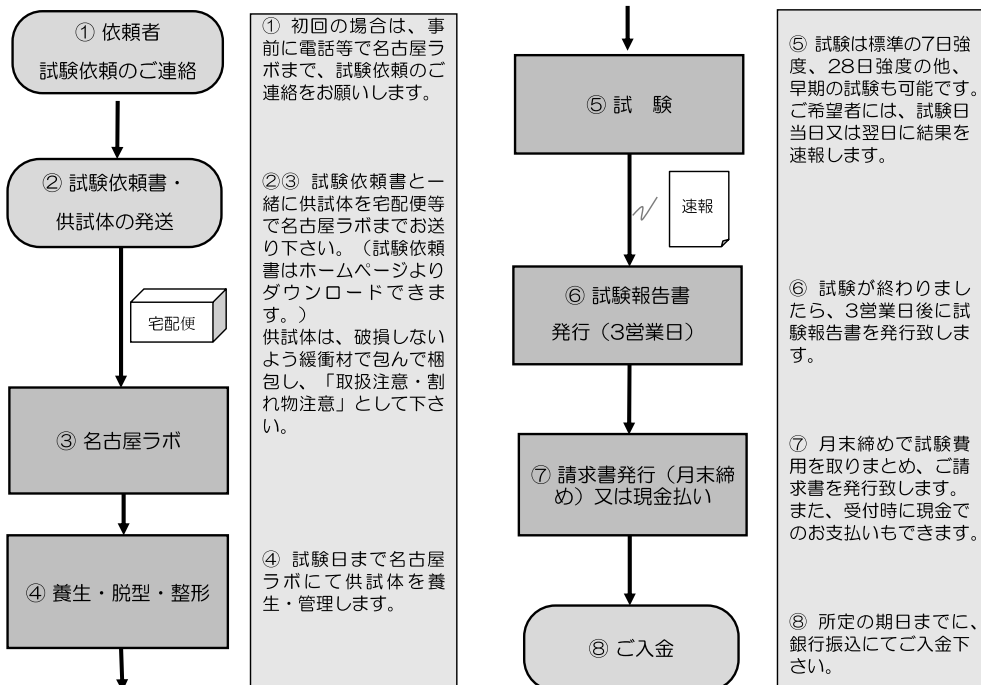 ① 依頼者
試験依頼のご連絡
② 試験依頼書・
供試体の発送
宅配便
③ 名古屋ラボ
④ 養生・脱型・整形
① 初回の場合は、事
前に電話等で名古屋ラ
ボまで、試験依頼のご
連絡をお願いします。
②③ 試験依頼書と一
緒に供試体を宅配便等
で名古屋ラボまでお送
り下さい。（試験依頼
書はホームページより
ダウンロードできま
す。）
供試体は、破損しない
よう緩衝材で包んで梱
包し、「取扱注意・割
れ物注意」として下さ
い。
④ 試験日まで名古屋
ラボにて供試体を養
生・管理します。
⑤ 試　験
速報
⑥ 試験報告書
発行（3営業日）
⑦ 請求書発行（月末締
め）又は現金払い
⑧ ご入金
⑤ 試験は標準の7日強
度、28日強度の他、
早期の試験も可能です。
ご希望者には、試験日
当日又は翌日に結果を
速報します。
⑥ 試験が終わりまし
たら、3営業日後に試
験報告書を発行致しま
す。
⑦ 月末締めで試験費
用を取りまとめ、ご請
求書を発行致します。
また、受付時に現金で
のお支払いもできます。
⑧ 所定の期日までに、
銀行振込にてご入金下
さい。